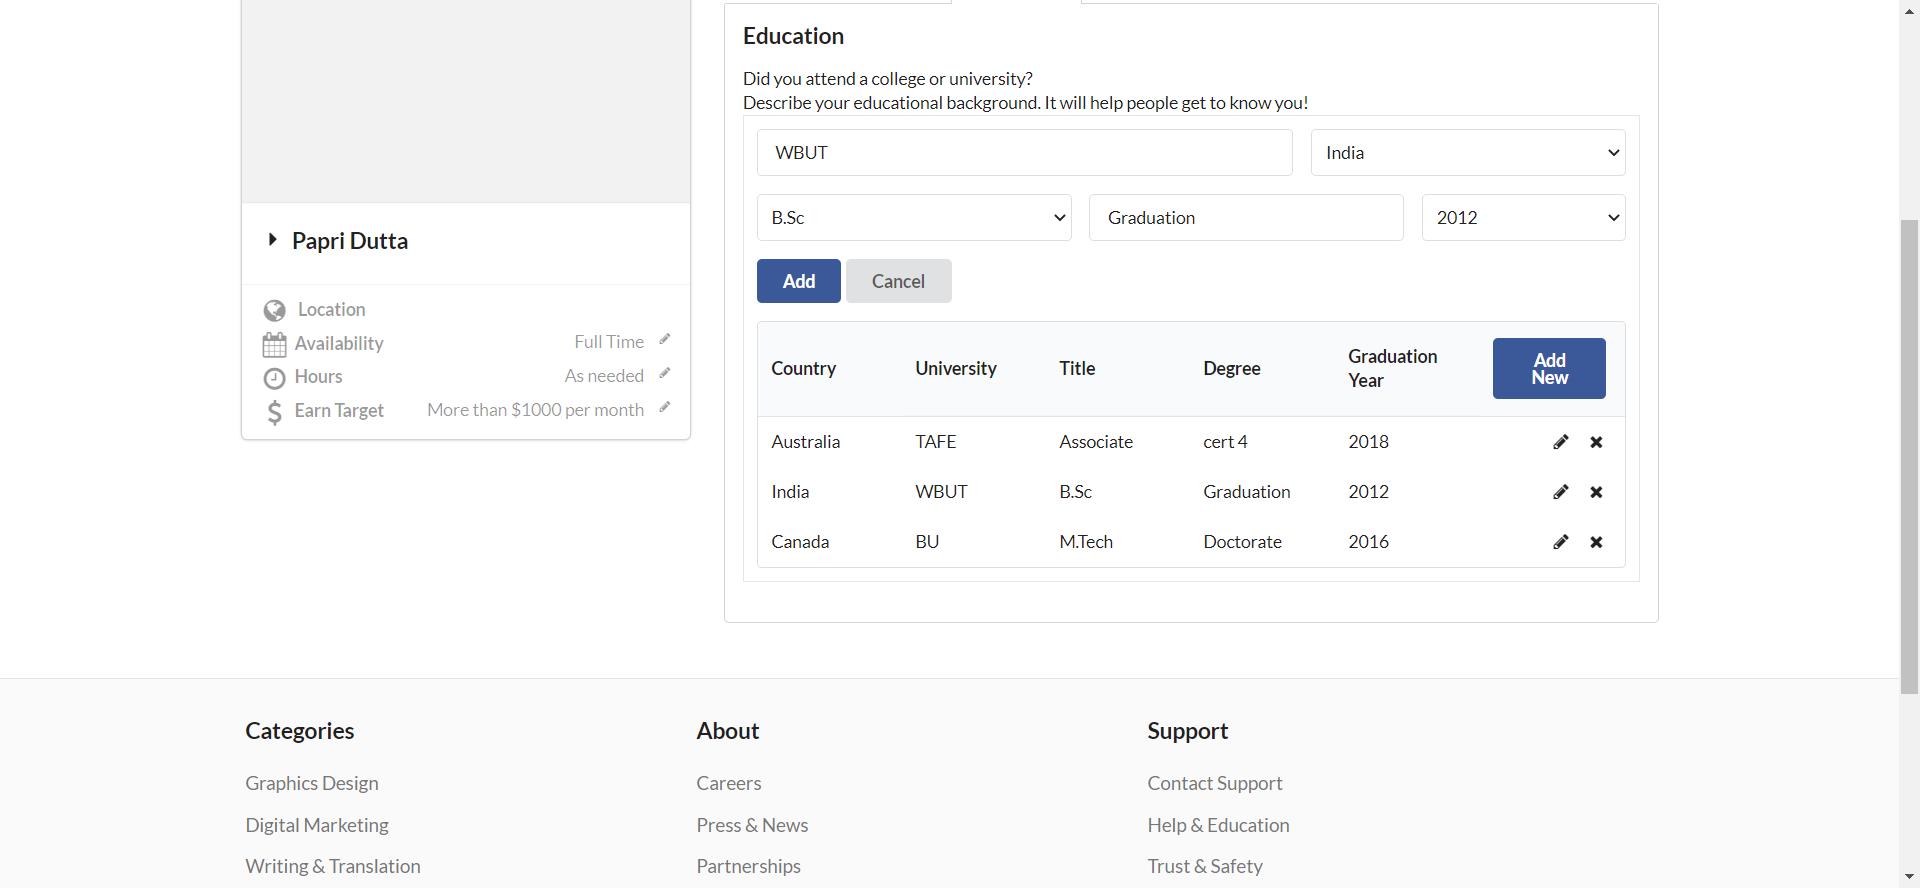 Papri Dutta
Location
Availability Full Time
Hours As needed
Earn Target More than $1000 per month
Education
Did you attend a college or university?
Describe your educational background. It will help people get to know you!
WBUT India
B.Sc Graduation 2012
Add Cancel
Country University Title Degree Graduation Year Add New
Australia TAFE Associate cert 4 2018
India WBUT B.Sc Graduation 2012
Canada BU M.Tech Doctorate 2016
Categories
Graphics Design
Digital Marketing
Writing & Translation
About
Careers
Press & News
Partnerships
Support
Contact Support
Help & Education
Trust & Safety